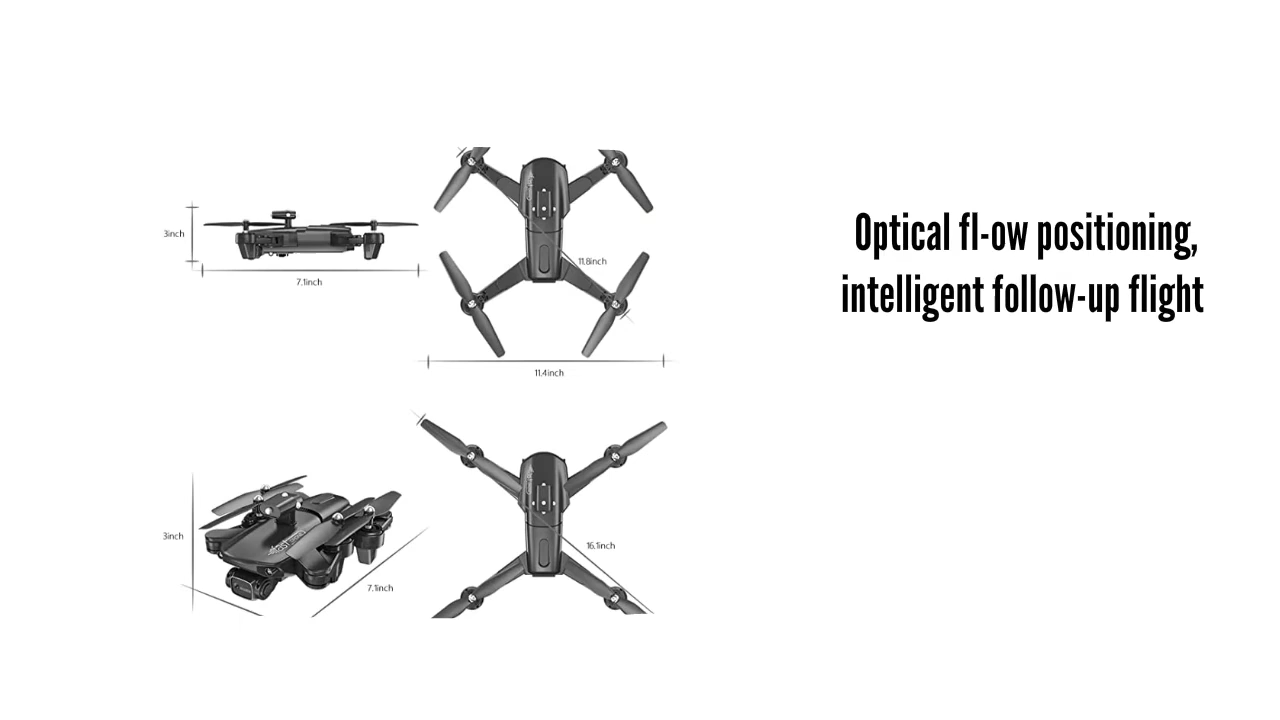 3inch
7.1inch
11.8inch
11.4inch
3inch
7.1inch
16.1inch
Optical fl-ow positioning,
intelligent follow-up flight